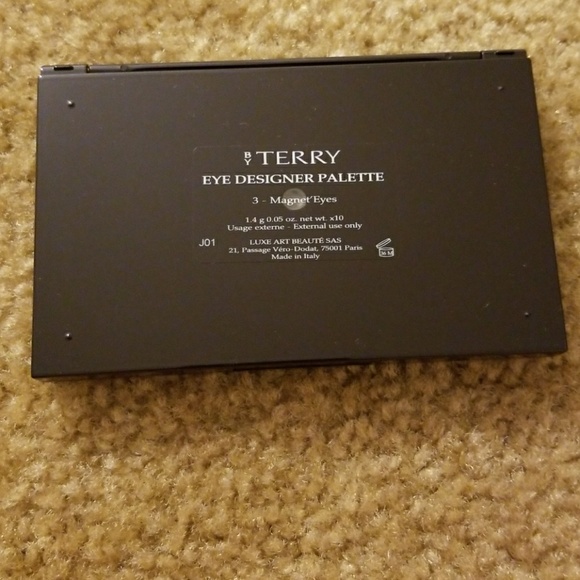 BY TERRY
EYE DESIGNER PALETTE
3 - Magnet'Eyes
1.4 g 0.05 oz. net wt. x10
Usage externe - External use only
J01
LUXE ART BEAUTÉ SAS
21, Passage Véro-Dodat, 75001 Paris
Made in Italy